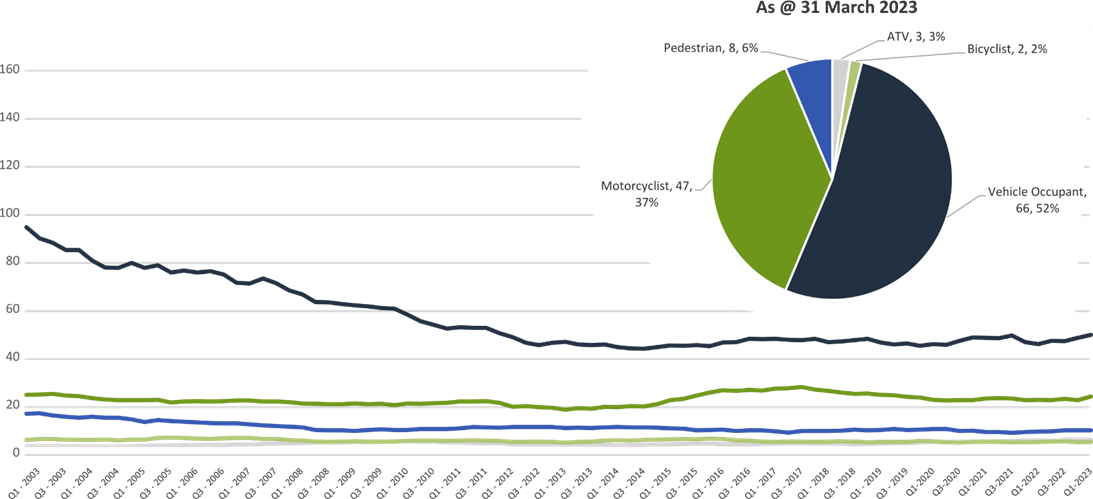 As @ 31 March 2023
ATV, 3, 3%
Pedestrian, 8, 6%
Bicyclist, 2, 2%
160
140
120
Motorcyclist, 47,
37%
Vehicle Occupant,
66, 52%
100
80
60
40
20
0
Q1 - 2003
Q3 - 2003
Q1 - 2004
Q3 - 2004
Q1 - 2005
Q3 - 2005
Q1 - 2006
Q3 - 2006
Q1 - 2007
Q3 - 2007
Q1 - 2008
Q3 - 2008
Q1 - 2009
Q3 - 2009
Q1 - 2010
Q3 - 2010
Q1 - 2011
Q3 - 2011
Q1 - 2012
Q3 - 2012
Q1 - 2013
Q3 - 2013
Q1 - 2014
Q3 - 2014
Q1 - 2015
Q3 - 2015
Q1 - 2016
Q3 - 2016
Q1 - 2017
Q3 - 2017
Q1 - 2018
Q3 - 2018
Q1 - 2019
Q3 - 2019
Q1-2020
Q3-2020
Q1 - 2021
Q3 - 2021
Q1 - 2022
Q3 - 2022
Q1-2023